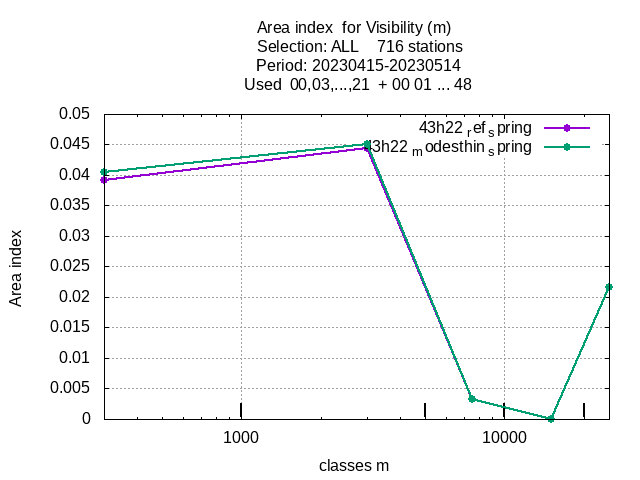 Area index  for Visibility (m)
Selection: ALL    716 stations
Period: 20230415-20230514
Used  00,03,...,21  + 00 01 ... 48
0.05
0.045
0.04
0.035
0.03
0.025
0.02
0.015
0.01
0.005
0
Area index
43h22 ref spring
43h22 modesthin spring
1000
10000
classes m